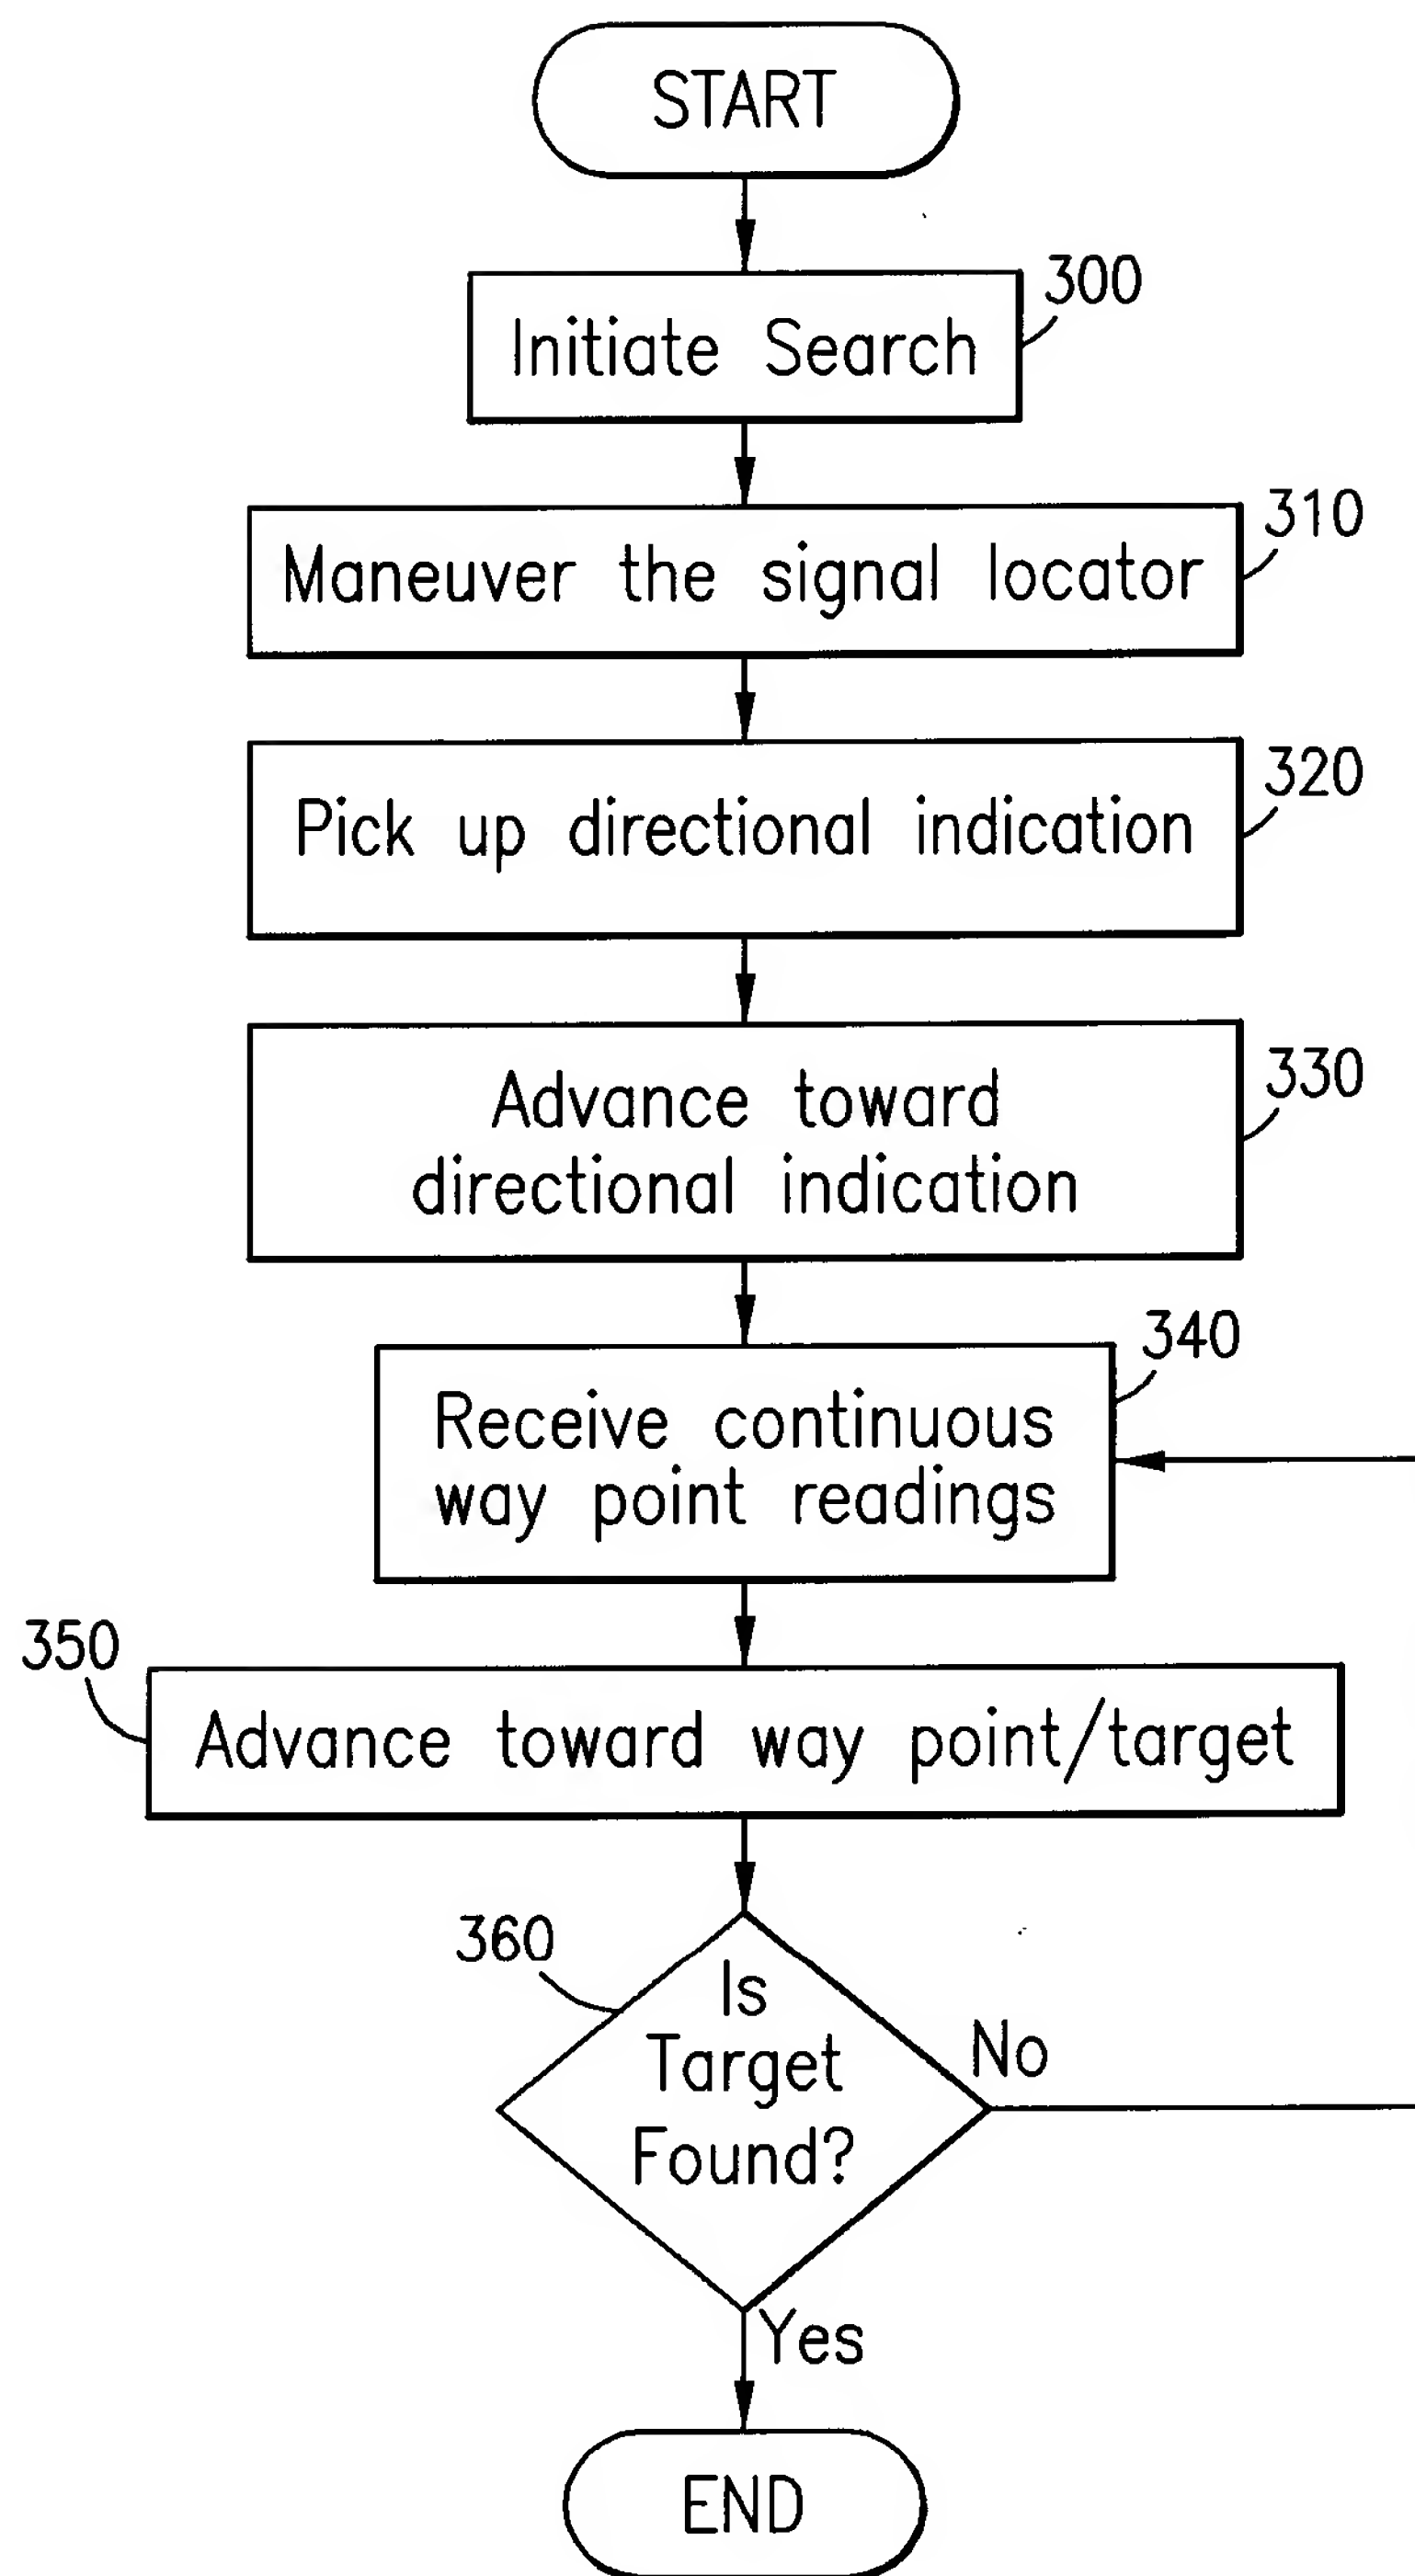 START
300
Initiate Search
310
Maneuver the signal locator
320
Pick up directional indication
330
Advance toward
directional indication
340
Receive continuous
way point readings
350
Advance toward way point/target
360
Is
Target
Found?
No
Yes
END